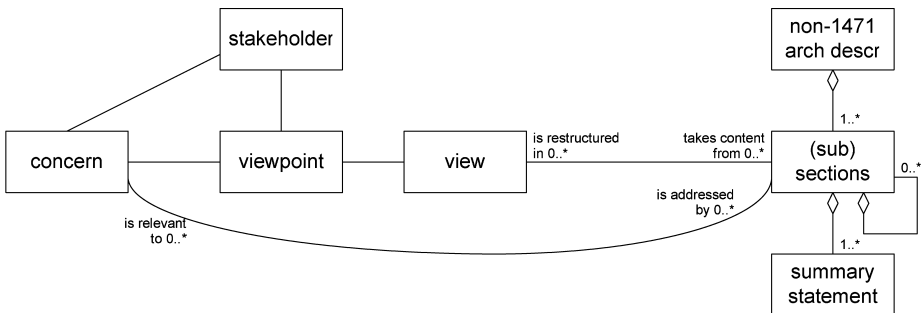 stakeholder
non-1471
arch descr
1..*
concern
viewpoint
view
is restructured
in 0..*
takes content
from 0..*
(sub)
sections
0..*
is relevant
to 0..*
is addressed
by 0..*
1..*
summary
statement